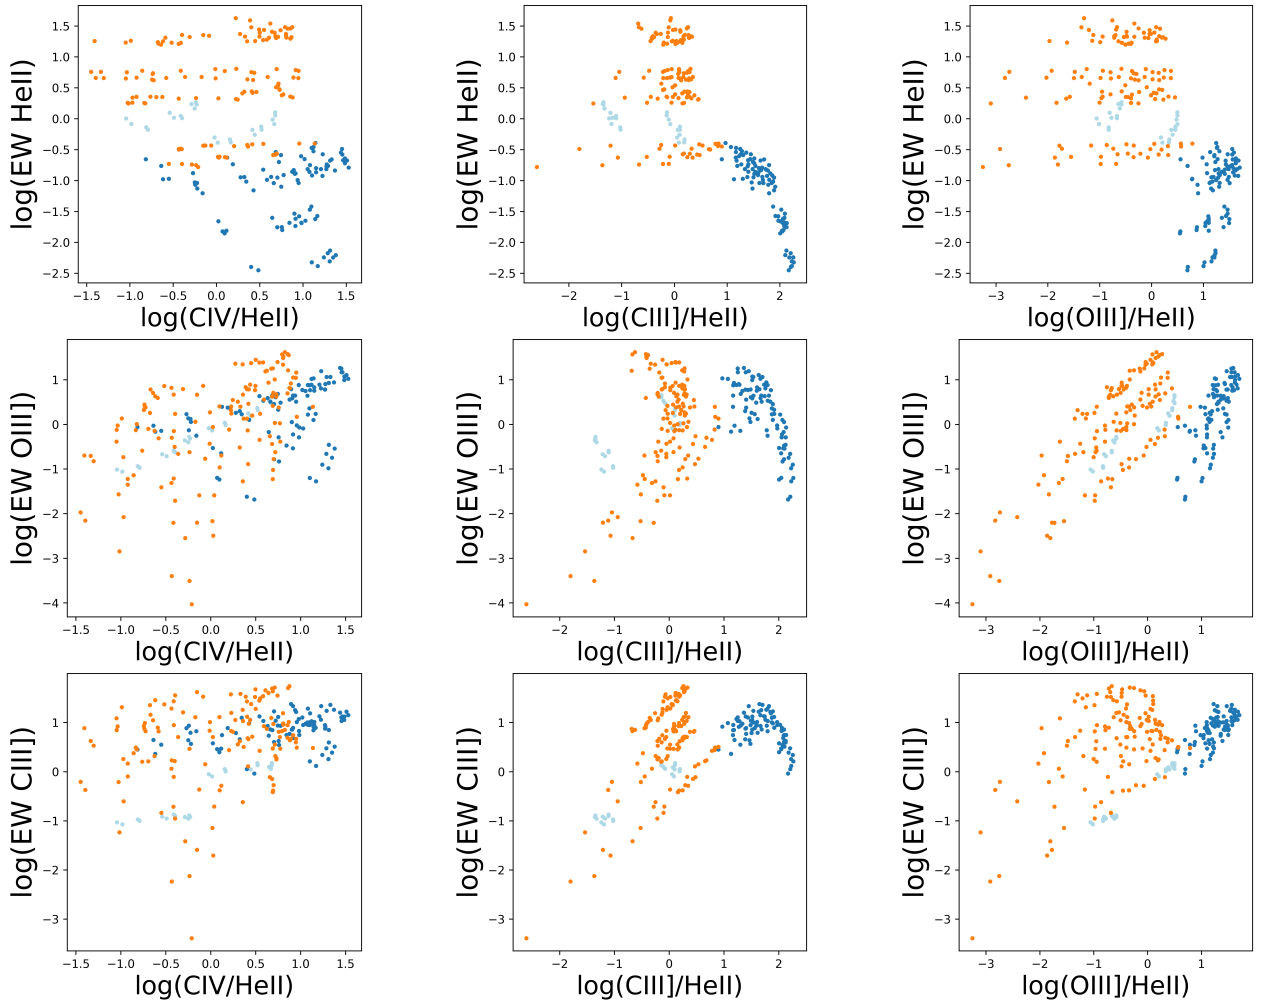 1.5
1.0
0.5
0.0
−0.5
−1.0
−1.5
−2.0
−2.5
log(EW HeII)
−1.5 −1.0 −0.5 0.0 0.5 1.0 1.5
log(CIV/HeII)
1.5
1.0
0.5
0.0
−0.5
−1.0
−1.5
−2.0
−2.5
log(EW HeII)
−2 −1 0 1 2
log(CIII]/HeII)
1.5
1.0
0.5
0.0
−0.5
−1.0
−1.5
−2.0
−2.5
log(EW HeII)
−3 −2 −1 0 1
log(OIII]/HeII)
1
0
−1
−2
−3
−4
log(EW OIII])
−1.5 −1.0 −0.5 0.0 0.5 1.0 1.5
log(CIV/HeII)
1
0
−1
−2
−3
−4
log(EW OIII])
−2 −1 0 1 2
log(CIII]/HeII)
1
0
−1
−2
−3
−4
log(EW OIII])
−3 −2 −1 0 1
log(OIII]/HeII)
1
0
−1
−2
−3
log(EW CIII])
−1.5 −1.0 −0.5 0.0 0.5 1.0 1.5
log(CIV/HeII)
1
0
−1
−2
−3
log(EW CIII])
−2 −1 0 1 2
log(CIII]/HeII)
1
0
−1
−2
−3
log(EW CIII])
−3 −2 −1 0 1
log(OIII]/HeII)